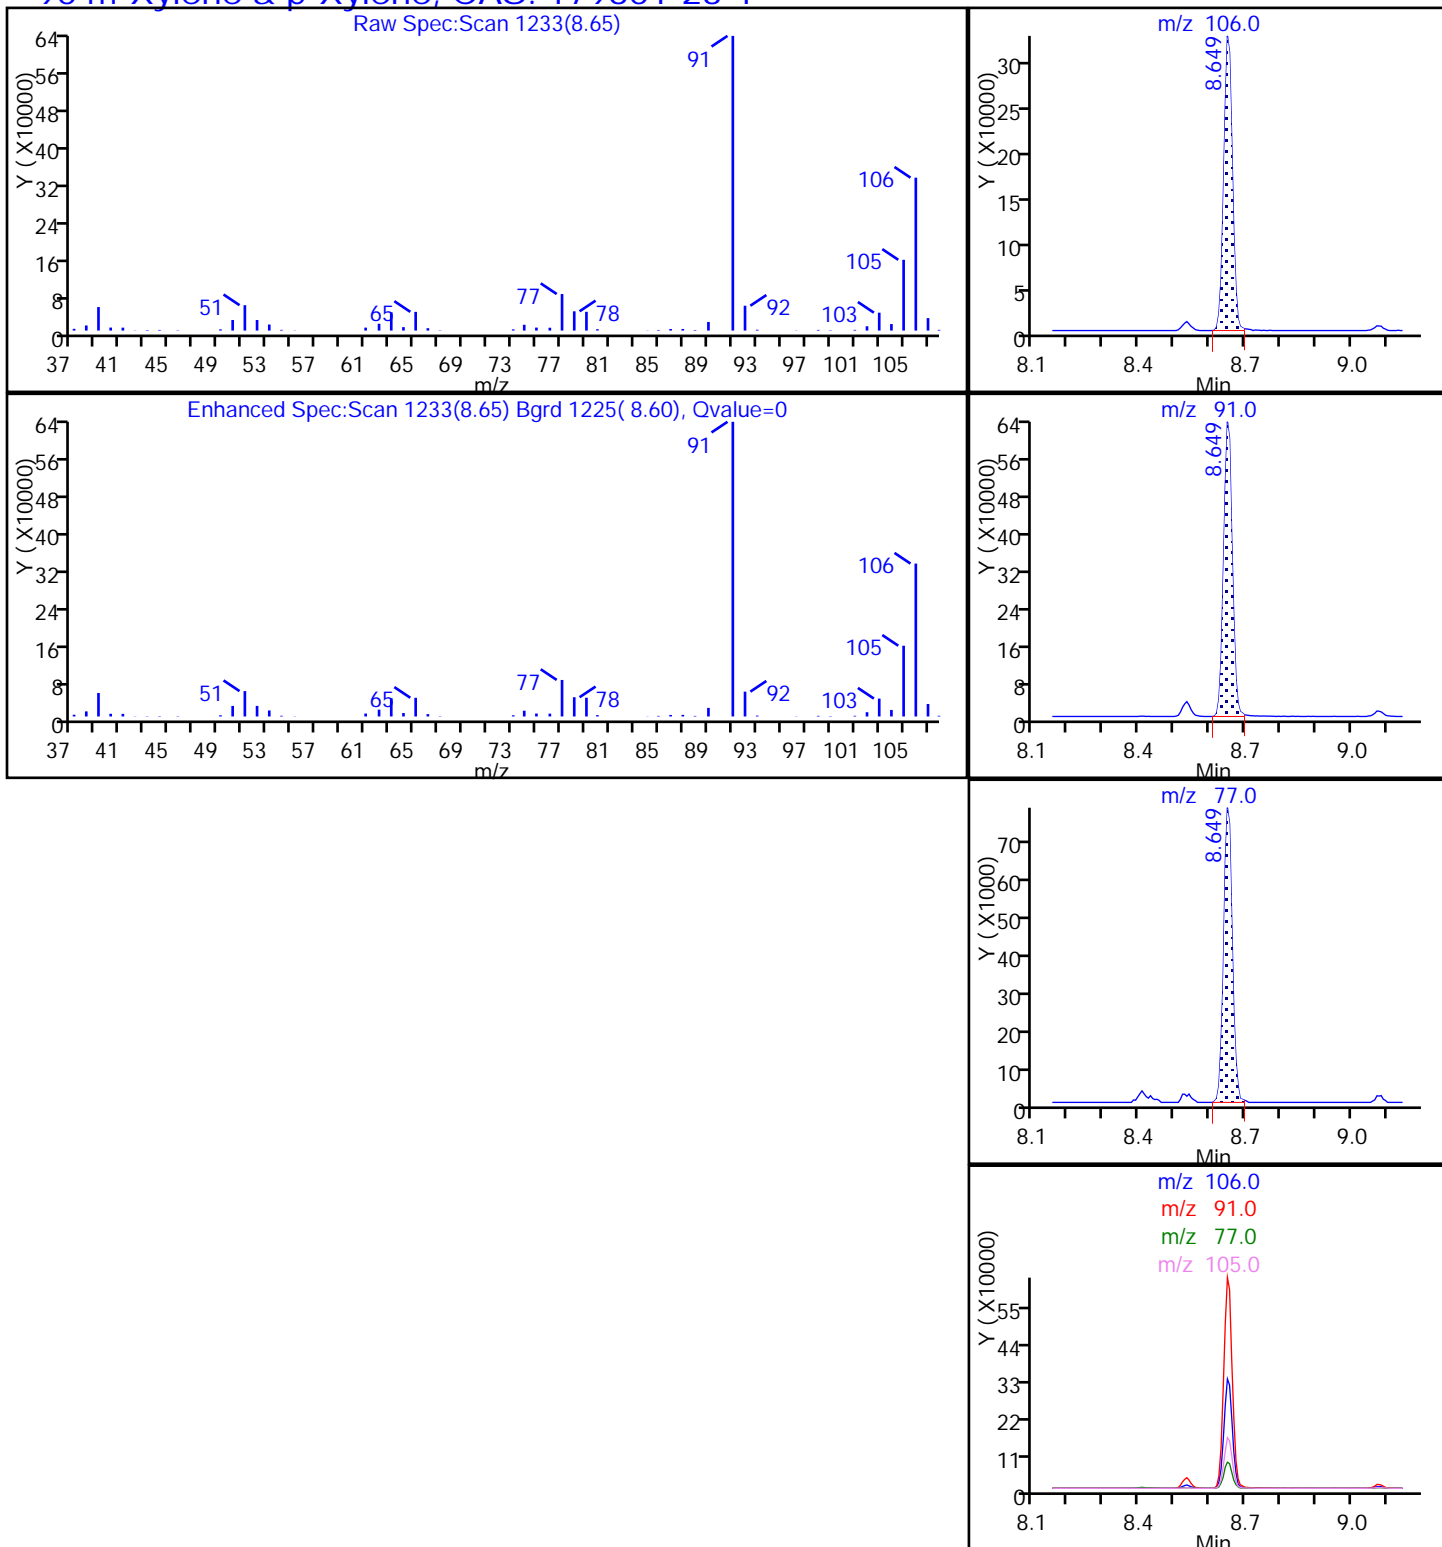 Raw Spec:Scan 1233(8.65)
Y ( X10000)
64
56
48
40
32
24
16
8
0
91
106
105
51
65
77
78
92
103
37 41 45 49 53 57 61 65 69 73 77 81 85 89 93 97 101 105
m/z
m/z 106.0
Y ( X10000)
30
25
20
15
10
5
0
8.649
8.1 8.4 8.7 9.0
Min
Enhanced Spec:Scan 1233(8.65) Bgrd 1225( 8.60), Qvalue=0
Y ( X10000)
64
56
48
40
32
24
16
8
0
91
106
105
51
65
77
78
92
103
37 41 45 49 53 57 61 65 69 73 77 81 85 89 93 97 101 105
m/z
m/z 91.0
Y ( X10000)
64
56
48
40
32
24
16
8
0
8.649
8.1 8.4 8.7 9.0
Min
m/z 77.0
Y ( X1000)
70
60
50
40
30
20
10
0
8.649
8.1 8.4 8.7 9.0
Min
m/z 106.0
m/z 91.0
m/z 77.0
m/z 105.0
Y ( X10000)
55
44
33
22
11
0
8.1 8.4 8.7 9.0
Min